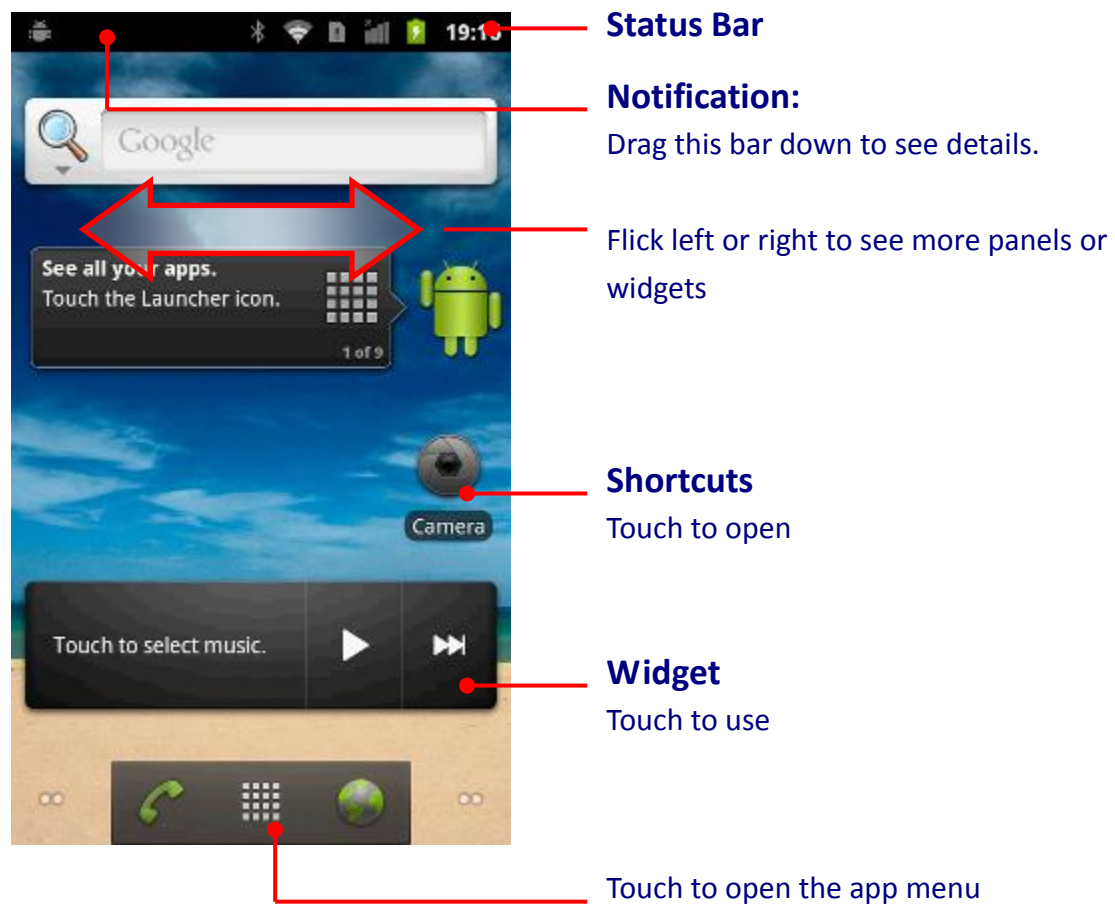 Status Bar
Notification:
Drag this bar down to see details.
Google
Flick left or right to see more panels or
widgets
See all your apps.
Touch the Launcher icon.
1 of 9
Shortcuts
Touch to open
Camera
Touch to select music.
Widget
Touch to use
Touch to open the app menu